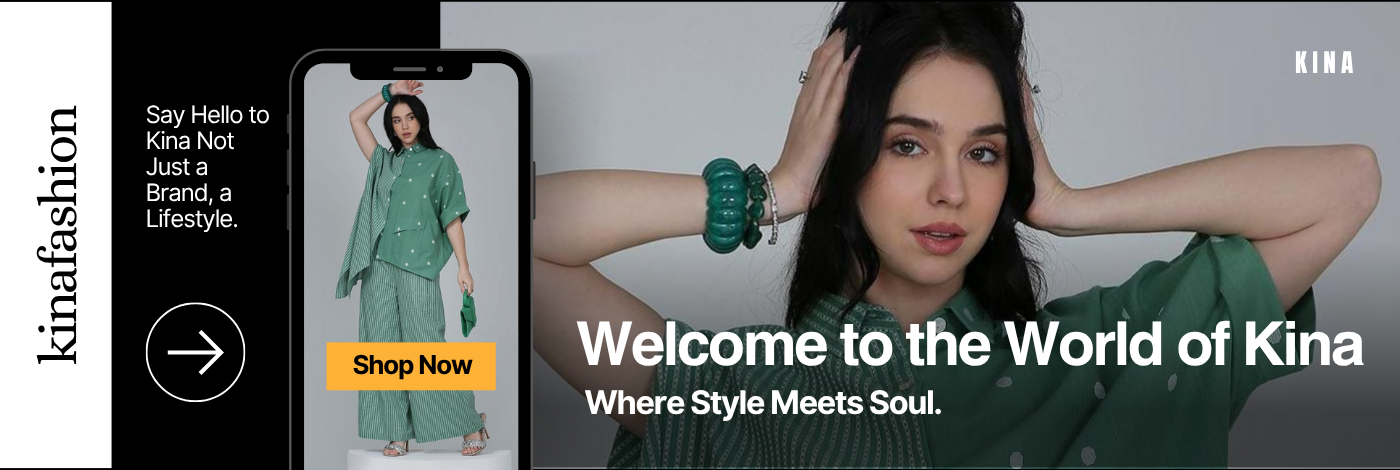 kinafashion
Say Hello to
Kina Not
Just a
Brand, a
Lifestyle.
Shop Now
KINA
Welcome to the World of Kina
Where Style Meets Soul.